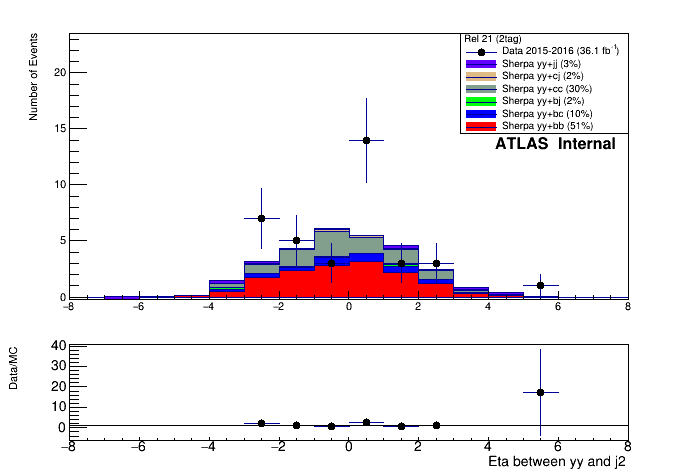 Rel 21 (2tag)
Data 2015-2016 (36.1 fb⁻¹)
Sherpa yy+jj (3%)
Sherpa yy+cj (2%)
Sherpa yy+cc (30%)
Sherpa yy+bj (2%)
Sherpa yy+bc (10%)
Sherpa yy+bb (51%)
ATLAS Internal
Number of Events
20
15
10
5
0
−8 −6 −4 −2 0 2 4 6 8
Data/MC
40
30
20
10
0
−8 −6 −4 −2 0 2 4 6 8
Eta between yy and j2